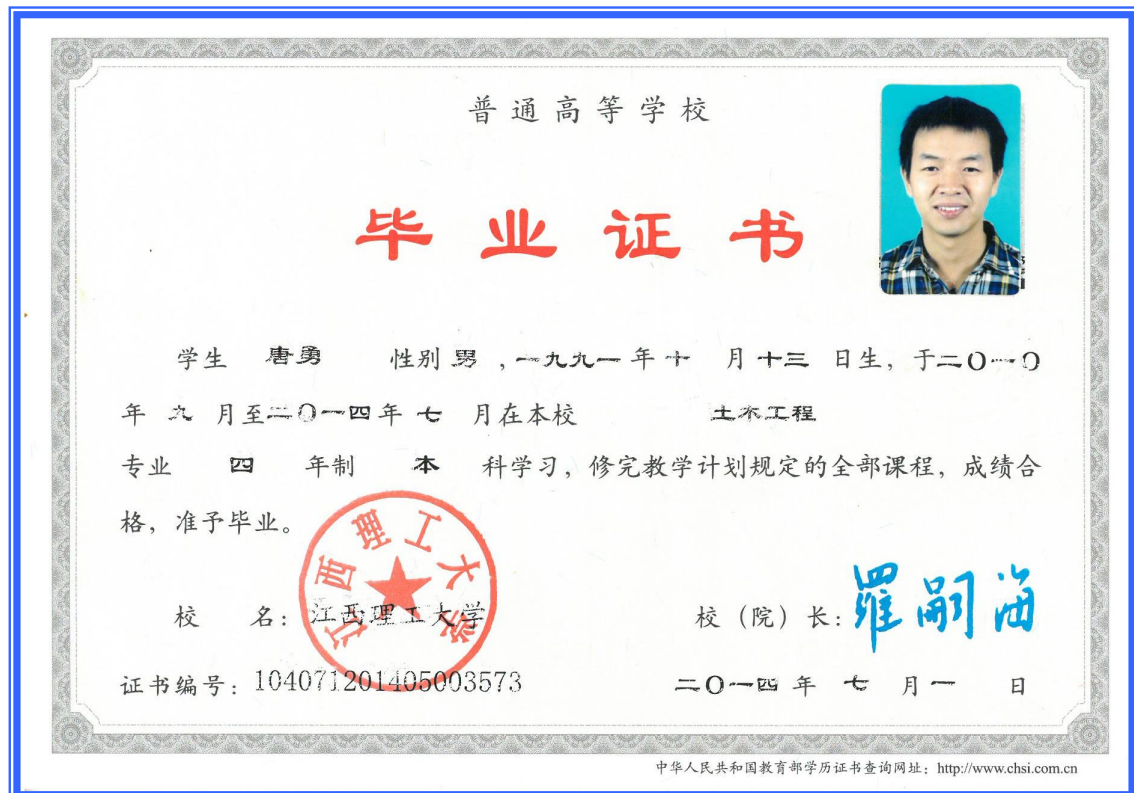 普通高等学校
毕业证书
学生 唐勇 性别 男 ，一九九一 年 十 月 十三 日生，于二〇一〇
年 九 月至二〇一四年 七 月在本校 土木工程
专业 四 年制 本 科学习，修完教学计划规定的全部课程，成绩合
格，准予毕业。
江西理工大学
校 名：江西理工大学 校（院）长：罗嗣海
证书编号：104071201405003573 二〇一四 年 七 月 一 日
中华人民共和国教育部学历证书查询网址：http://www.chsi.com.cn